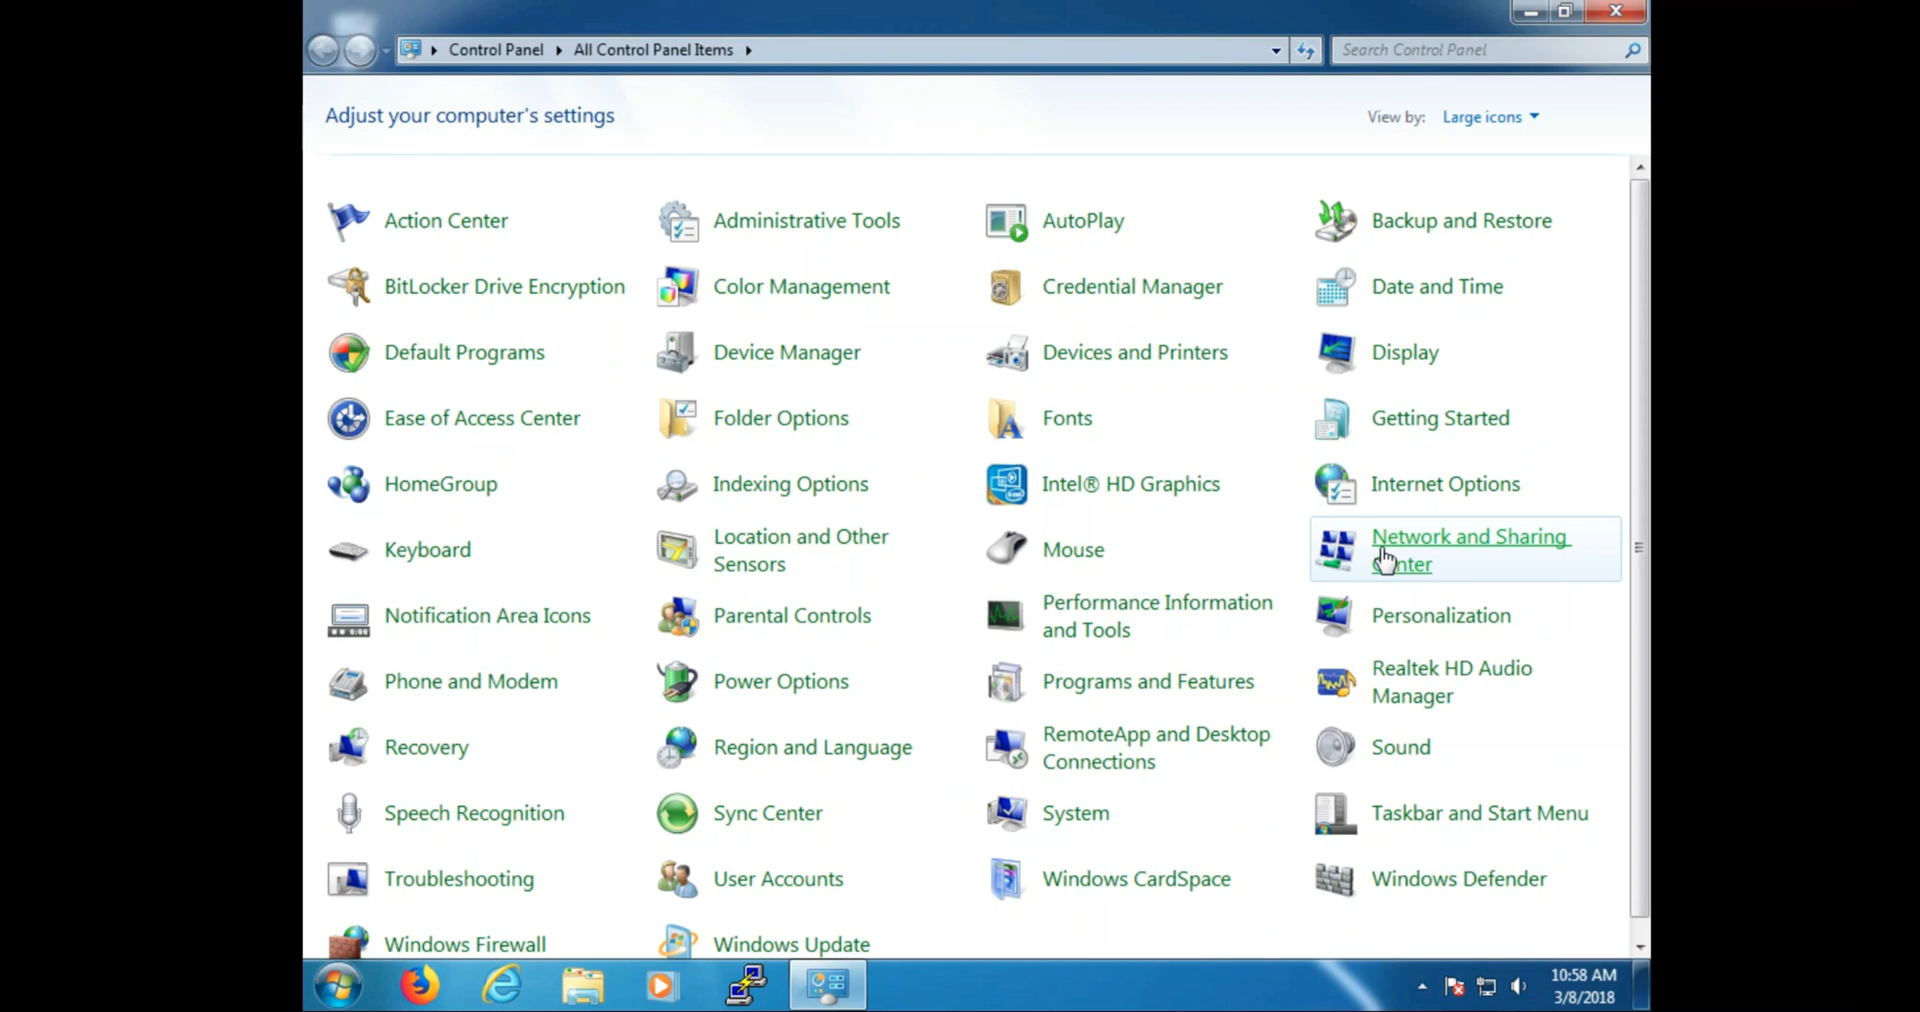 Control Panel
All Control Panel Items
Search Control Panel
Adjust your computer's settings
View by: Large icons
Action Center
Administrative Tools
AutoPlay
Backup and Restore
BitLocker Drive Encryption
Color Management
Credential Manager
Date and Time
Default Programs
Device Manager
Devices and Printers
Display
Ease of Access Center
Folder Options
Fonts
Getting Started
HomeGroup
Indexing Options
Intel® HD Graphics
Internet Options
Keyboard
Location and Other
Sensors
Mouse
Network and Sharing
Center
Notification Area Icons
Parental Controls
Performance Information
and Tools
Personalization
Phone and Modem
Power Options
Programs and Features
Realtek HD Audio
Manager
Recovery
Region and Language
RemoteApp and Desktop
Connections
Sound
Speech Recognition
Sync Center
System
Taskbar and Start Menu
Troubleshooting
User Accounts
Windows CardSpace
Windows Defender
Windows Firewall
Windows Update
10:58 AM
3/8/2018